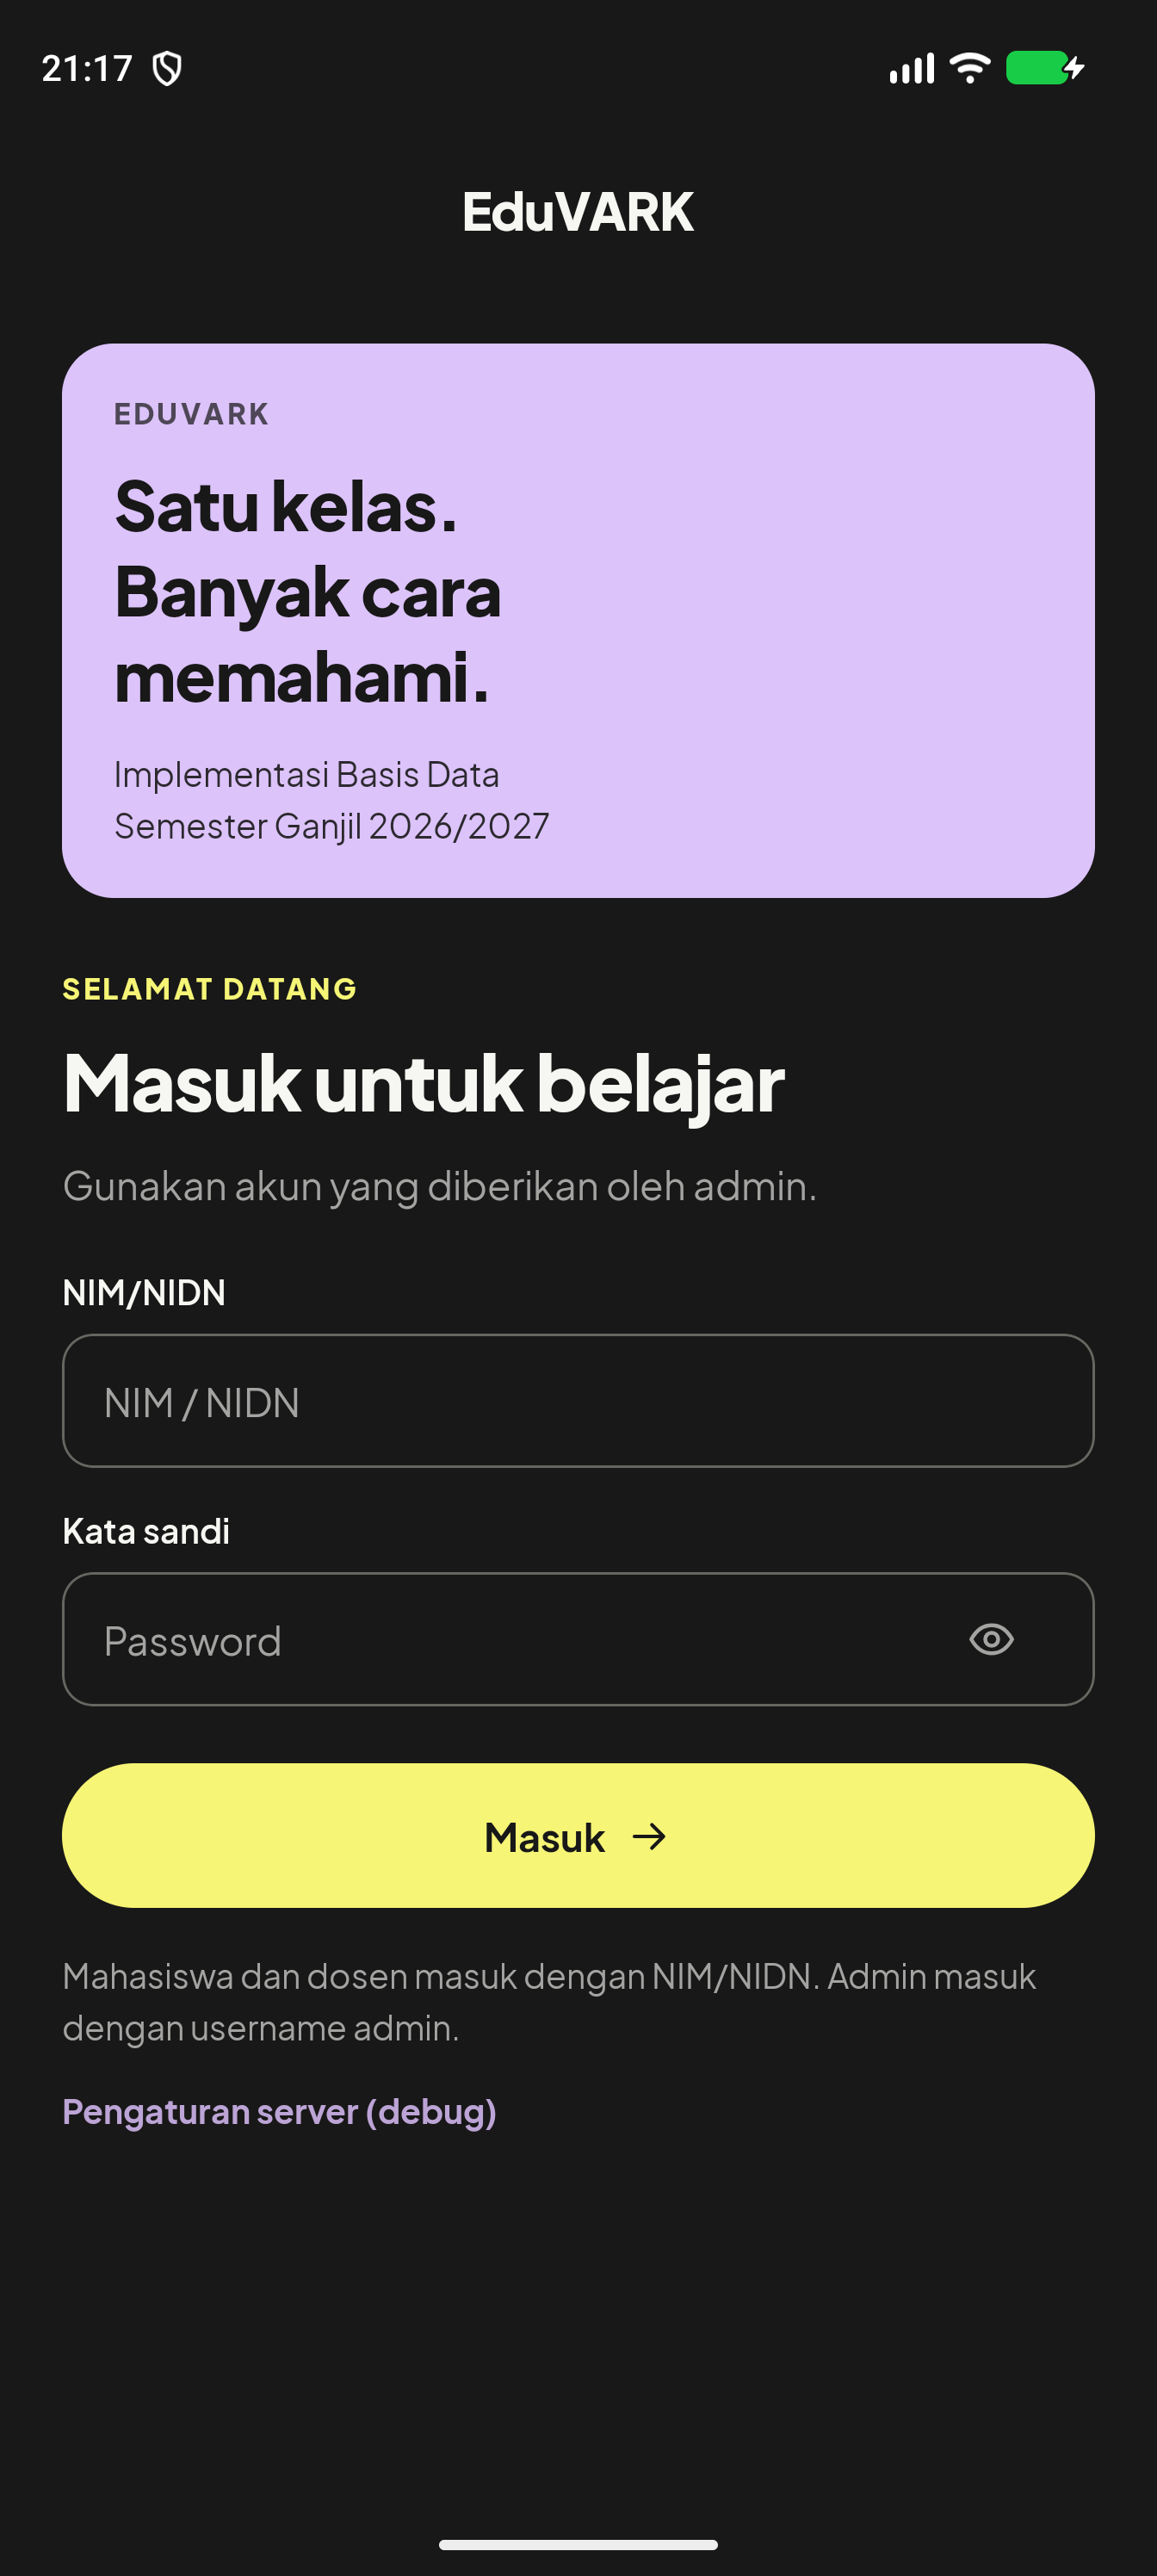 21:17
EduVARK
EDUVARK
Satu kelas.
Banyak cara
memahami.
Implementasi Basis Data
Semester Ganjil 2026/2027
SELAMAT DATANG
Masuk untuk belajar
Gunakan akun yang diberikan oleh admin.
NIM/NIDN
NIM / NIDN
Kata sandi
Password
Masuk →
Mahasiswa dan dosen masuk dengan NIM/NIDN. Admin masuk
dengan username admin.
Pengaturan server (debug)